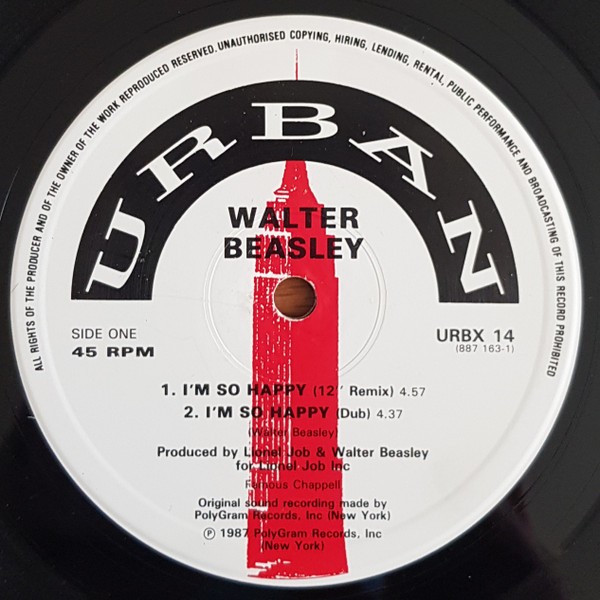 ALL RIGHTS OF THE PRODUCER AND OF THE OWNER OF THE WORK REPRODUCED RESERVED. UNAUTHORISED COPYING, HIRING, LENDING, RENTAL, PUBLIC PERFORMANCE AND BROADCASTING OF THIS RECORD PROHIBITED
URBAN
WALTER
BEASLEY
SIDE ONE
45 RPM
URBX 14
(887 163-1)
1. I'M SO HAPPY (12" Remix) 4.57
2. I'M SO HAPPY (Dub) 4.37
(Walter Beasley)
Produced by Lionel Job & Walter Beasley
for Lionel Job Inc
Famous Chappell
Original sound recording made by
PolyGram Records, Inc (New York)
℗ 1987 PolyGram Records, Inc
(New York)